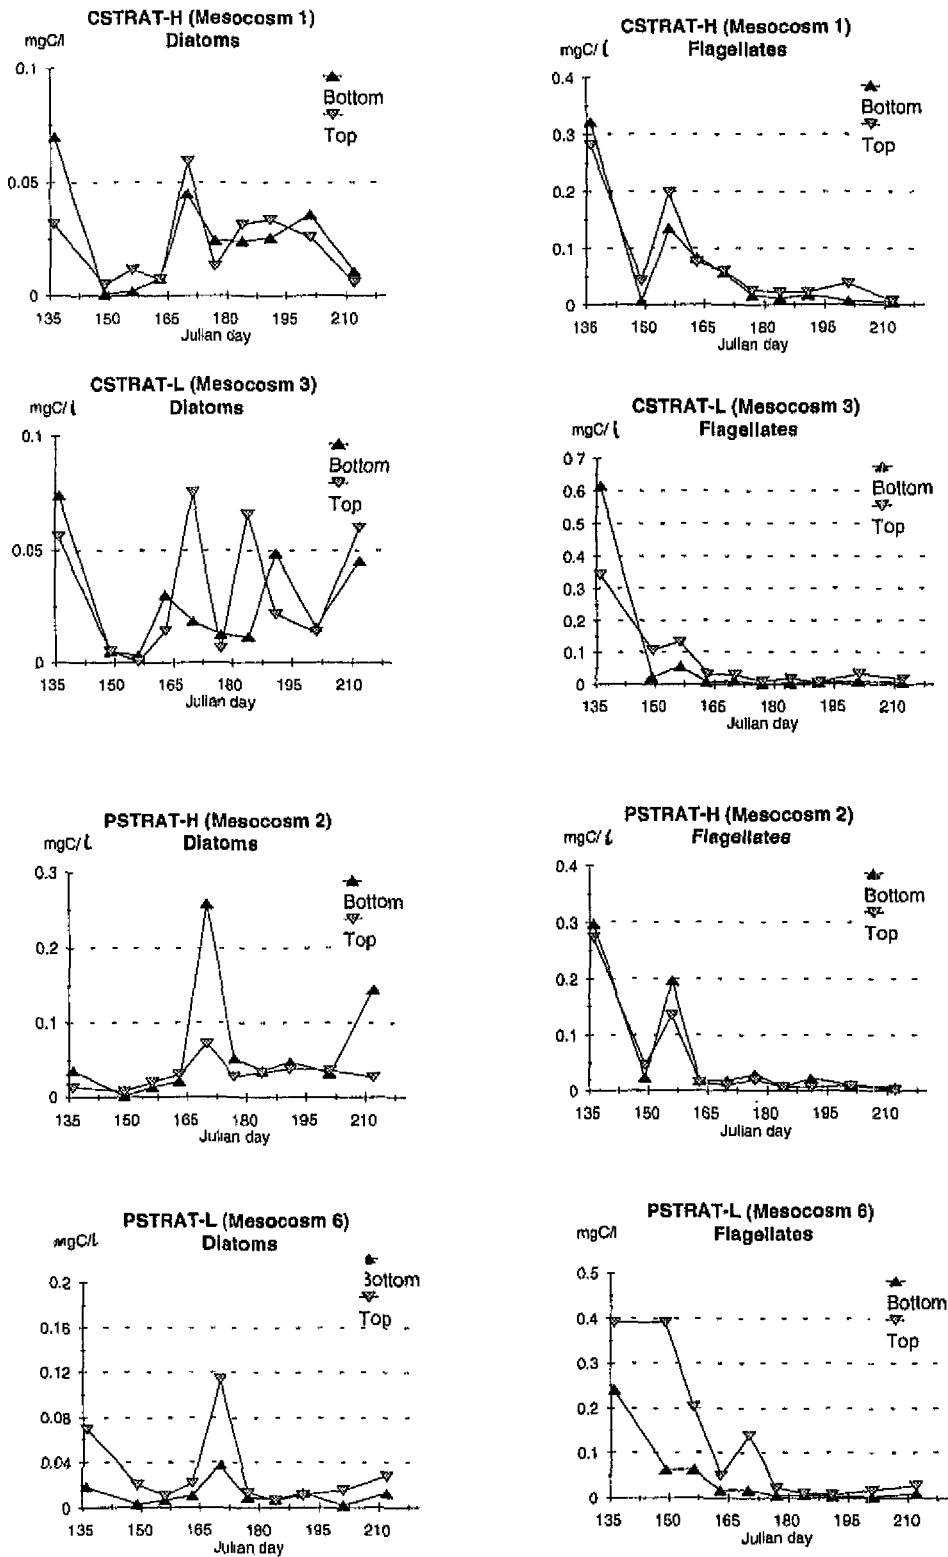 CSTRAT-H (Mesocosm 1)
Diatoms
mgC/l
0.1
0.05
0
135 150 165 180 195 210
Julian day
Bottom
Top
CSTRAT-H (Mesocosm 1)
Flagellates
mgC/l
0.4
0.3
0.2
0.1
0
135 150 165 180 195 210
Julian day
Bottom
Top
CSTRAT-L (Mesocosm 3)
Diatoms
mgC/l
0.1
0.05
0
135 150 165 180 195 210
Julian day
Bottom
Top
CSTRAT-L (Mesocosm 3)
Flagellates
mgC/l
0.7
0.6
0.5
0.4
0.3
0.2
0.1
0
135 150 165 180 195 210
Julian day
Bottom
Top
PSTRAT-H (Mesocosm 2)
Diatoms
mgC/l
0.3
0.2
0.1
0
135 150 165 180 195 210
Julian day
Bottom
Top
PSTRAT-H (Mesocosm 2)
Flagellates
mgC/l
0.4
0.3
0.2
0.1
0
135 150 165 180 195 210
Julian day
Bottom
Top
PSTRAT-L (Mesocosm 6)
Diatoms
mgC/l
0.2
0.16
0.12
0.08
0.04
0
135 150 165 180 195 210
Julian day
Bottom
Top
PSTRAT-L (Mesocosm 6)
Flagellates
mgC/l
0.5
0.4
0.3
0.2
0.1
0
135 150 165 180 195 210
Julian day
Bottom
Top